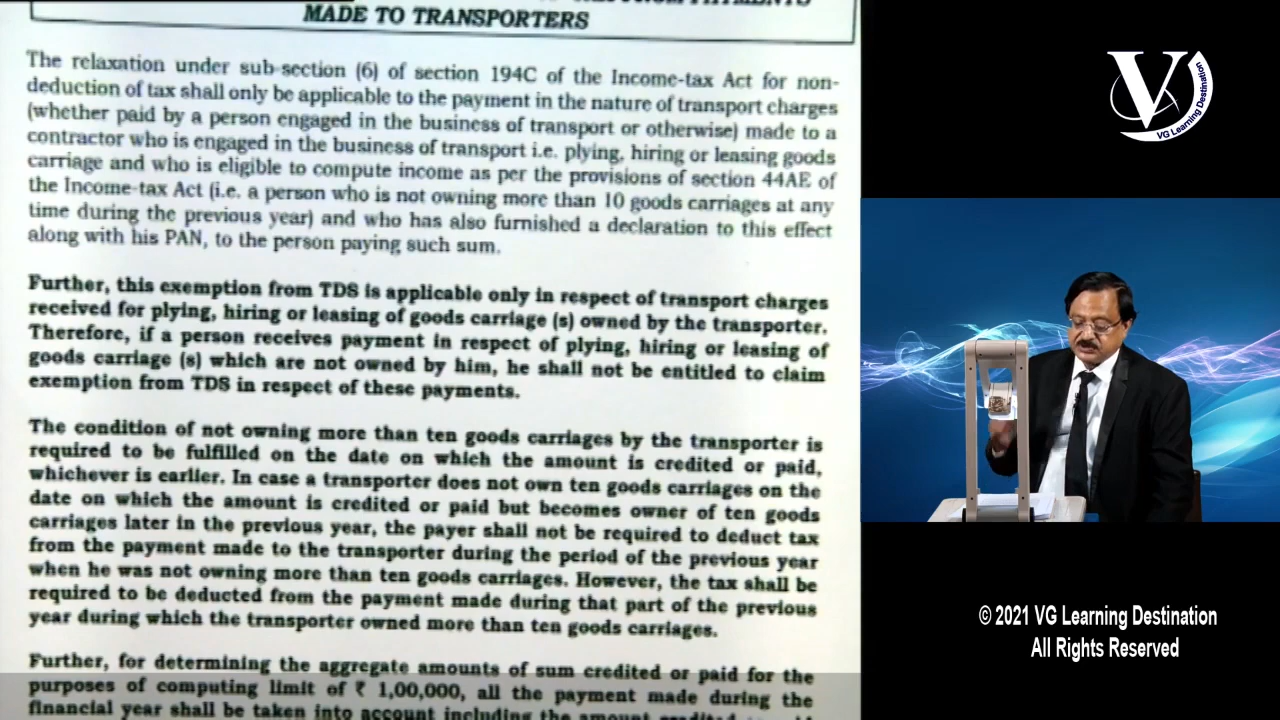 MADE TO TRANSPORTERS
The relaxation under sub-section (6) of section 194C of the Income-tax Act for non-
deduction of tax shall only be applicable to the payment in the nature of transport charges
(whether paid by a person engaged in the business of transport or otherwise) made to a
contractor who is engaged in the business of transport i.e. plying, hiring or leasing goods
carriage and who is eligible to compute income as per the provisions of section 44AE of
the Income-tax Act (i.e. a person who is not owning more than 10 goods carriages at any
time during the previous year) and who has also furnished a declaration to this effect
along with his PAN, to the person paying such sum.
Further, this exemption from TDS is applicable only in respect of transport charges
received for plying, hiring or leasing of goods carriage (s) owned by the transporter.
Therefore, if a person receives payment in respect of plying, hiring or leasing of
goods carriage (s) which are not owned by him, he shall not be entitled to claim
exemption from TDS in respect of these payments.
The condition of not owning more than ten goods carriages by the transporter is
required to be fulfilled on the date on which the amount is credited or paid,
whichever is earlier. In case a transporter does not own ten goods carriages on the
date on which the amount is credited or paid but becomes owner of ten goods
carriages later in the previous year, the payer shall not be required to deduct tax
from the payment made to the transporter during the period of the previous year
when he was not owning more than ten goods carriages. However, the tax shall be
required to be deducted from the payment made during that part of the previous
year during which the transporter owned more than ten goods carriages.
Further, for determining the aggregate amounts of sum credited or paid for the
purposes of computing limit of ₹ 1,00,000, all the payment made during the
financial year shall be taken into account including the amount
V
VG Learning Destination
© 2021 VG Learning Destination
All Rights Reserved